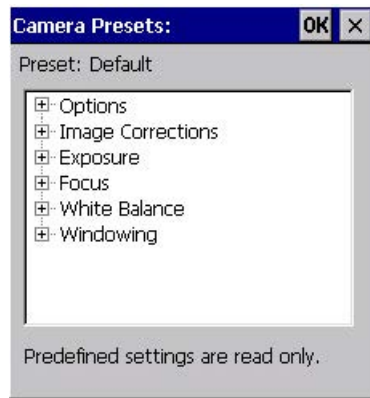 Camera Presets: OK ×
Preset: Default
Options
Image Corrections
Exposure
Focus
White Balance
Windowing
Predefined settings are read only.